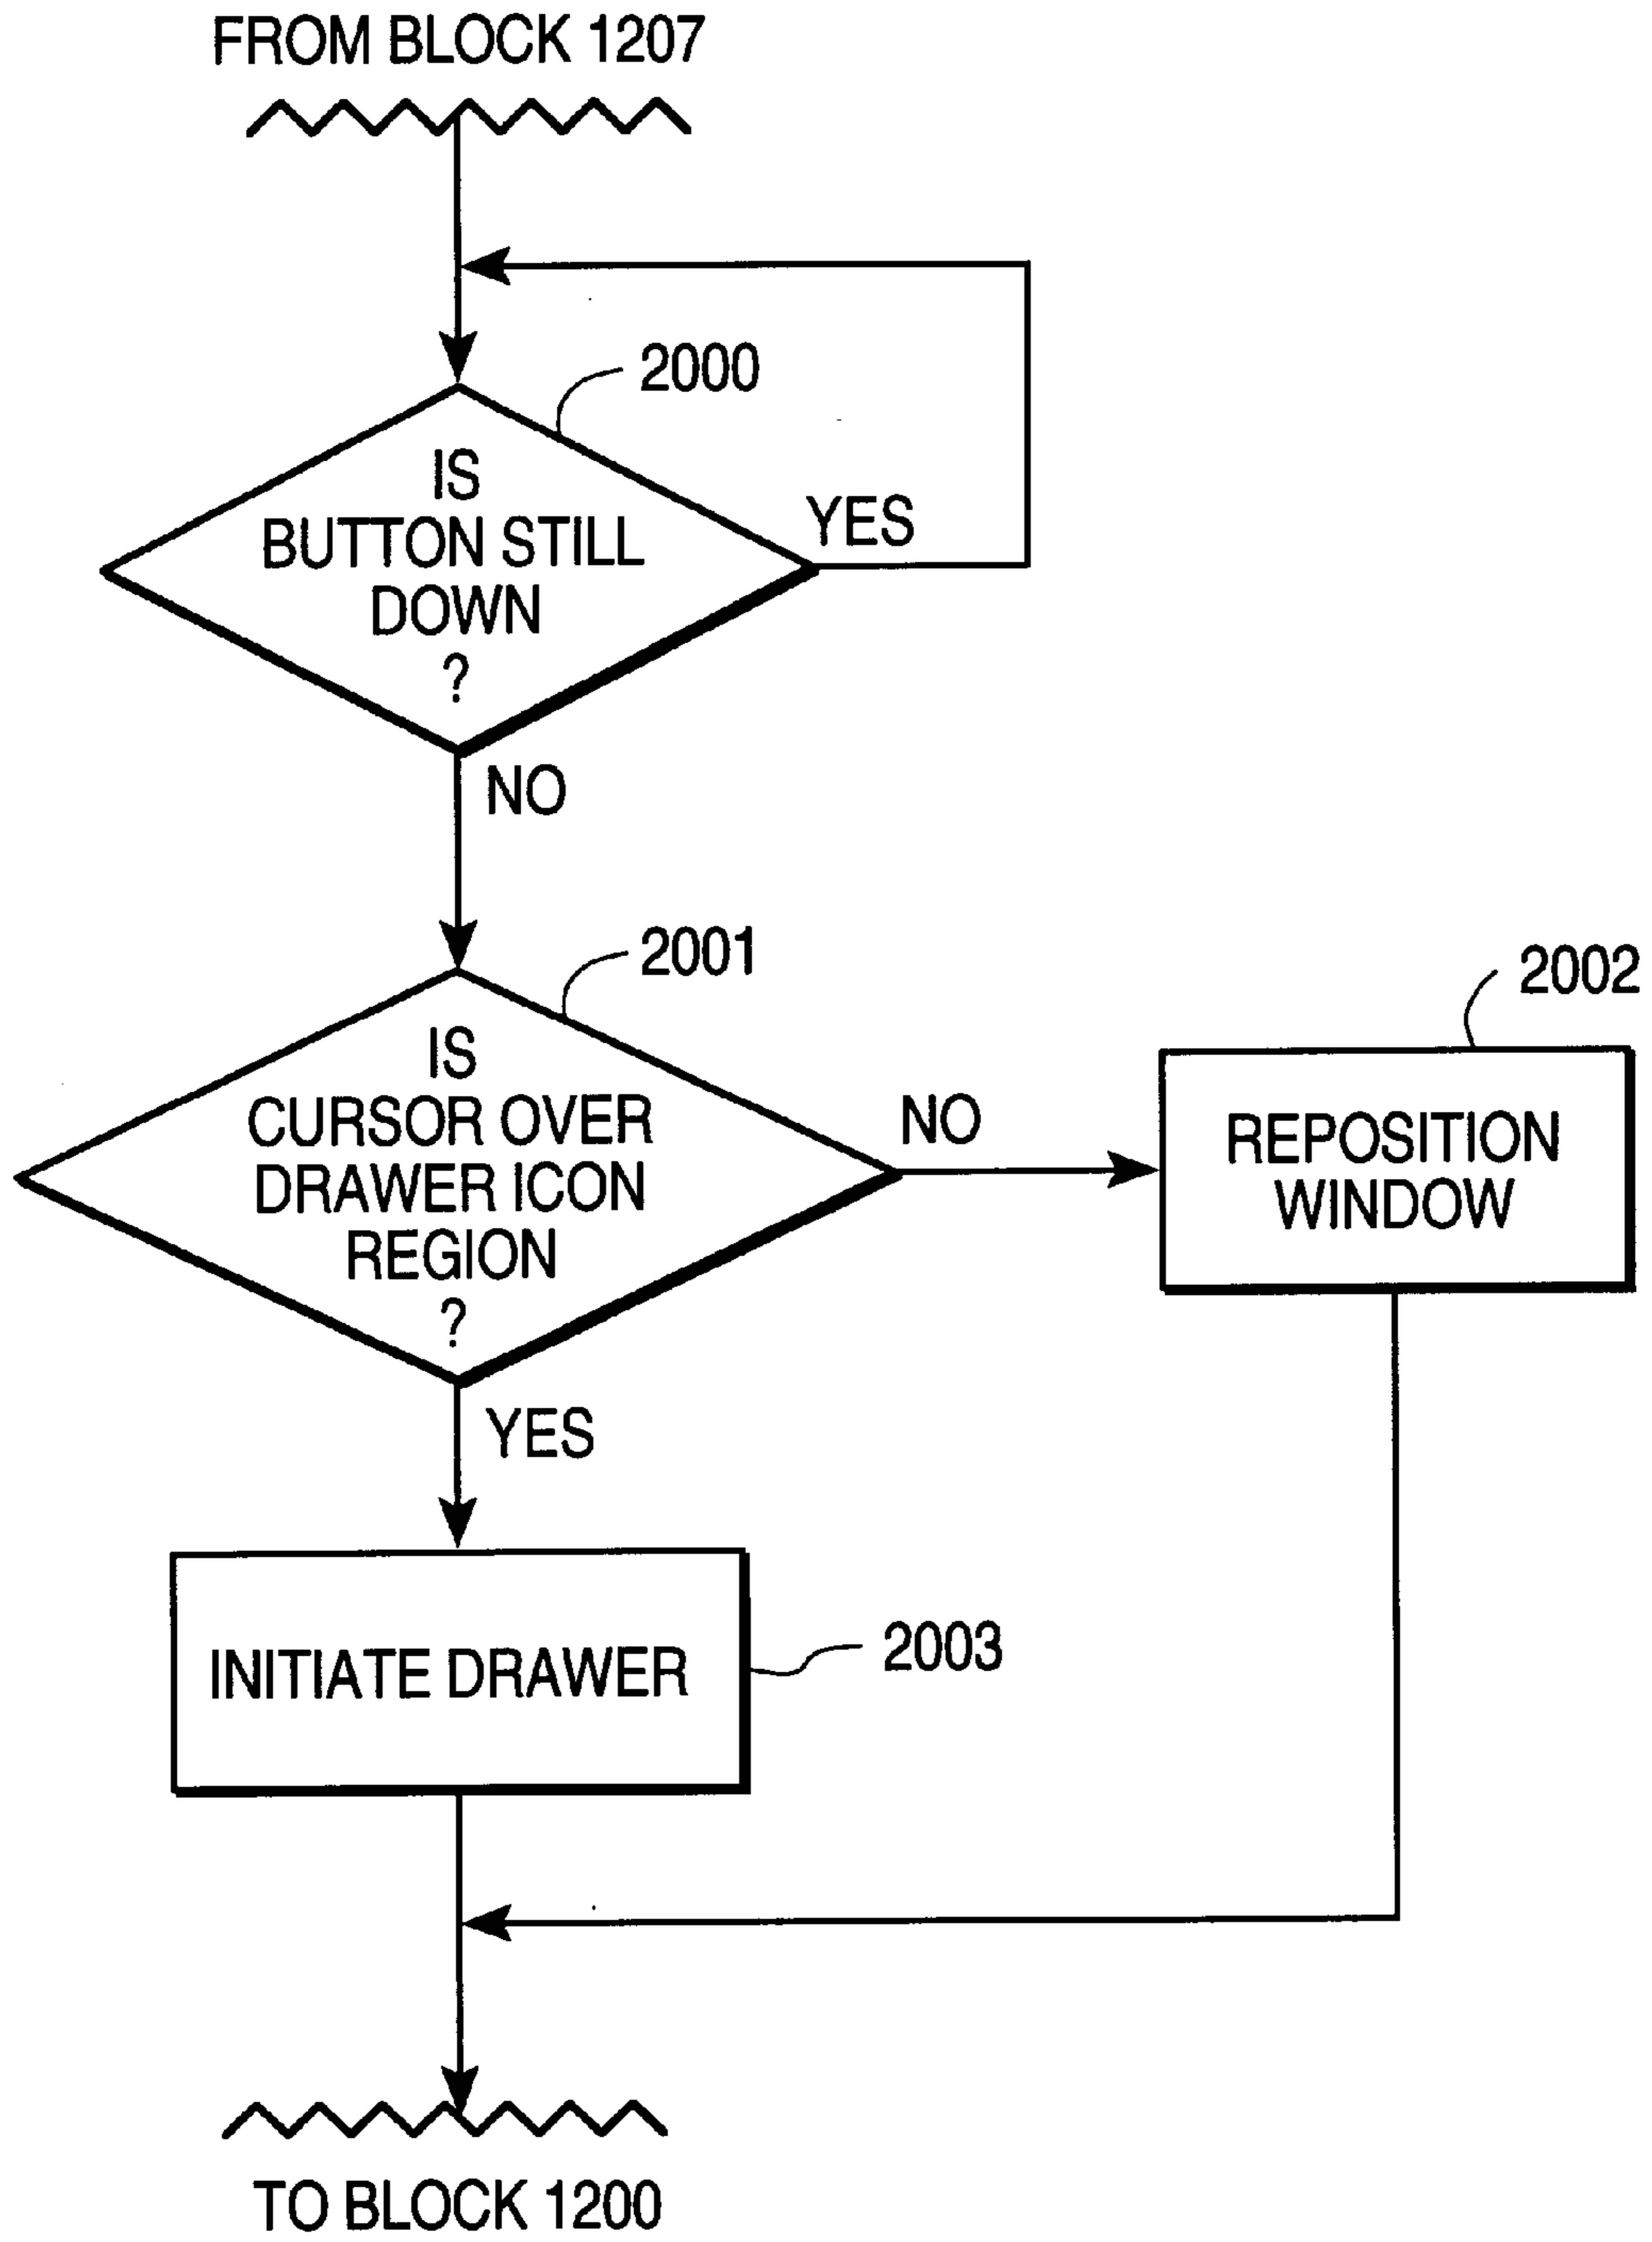 FROM BLOCK 1207
2000
IS
BUTTON STILL
DOWN
?
YES
NO
2001
IS
CURSOR OVER
DRAWER ICON
REGION
?
NO
2002
REPOSITION
WINDOW
YES
INITIATE DRAWER
2003
TO BLOCK 1200